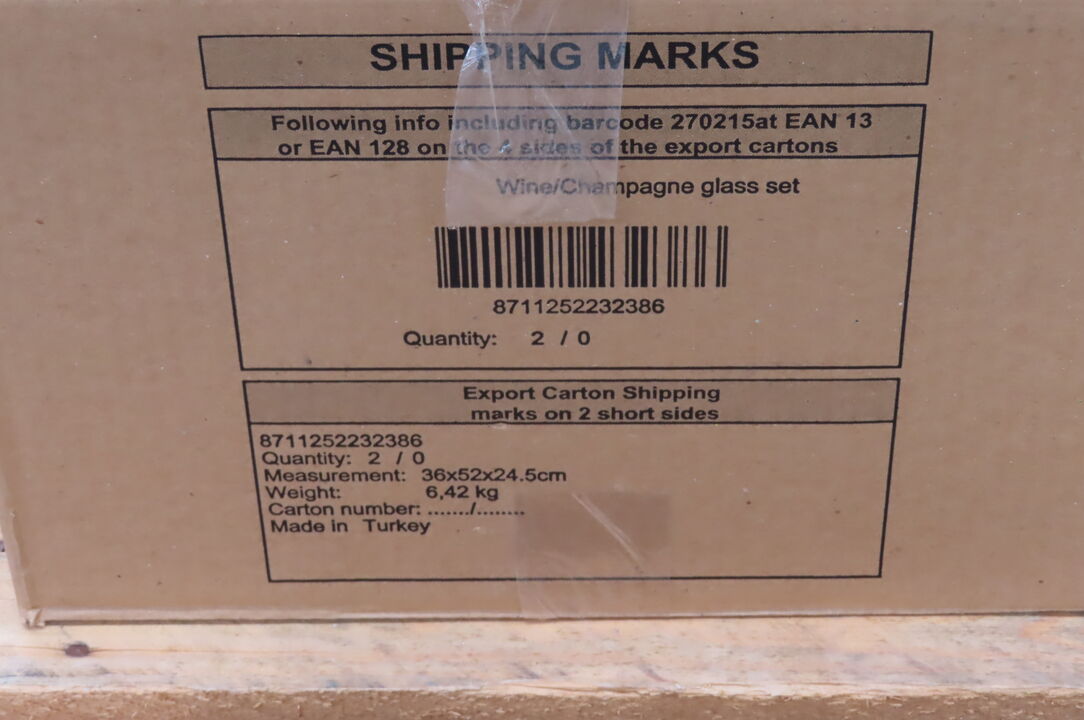 SHIPPING MARKS
Following info including barcode 270215at EAN 13
or EAN 128 on the 4 sides of the export cartons
Wine/Champagne glass set
8711252232386
Quantity: 2 / 0
Export Carton Shipping
marks on 2 short sides
8711252232386
Quantity: 2 / 0
Measurement: 36x52x24.5cm
Weight: 6,42 kg
Carton number: ......./........
Made in Turkey